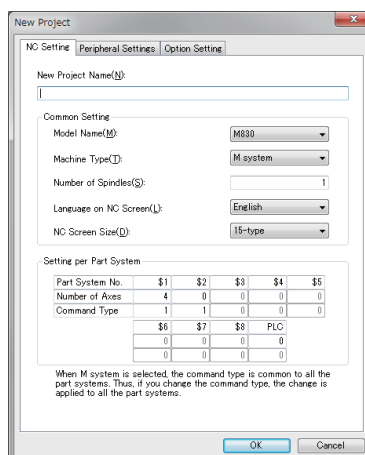 New Project
NC Setting Peripheral Settings Option Setting
New Project Name(N):
Common Setting
Model Name(M): M830
Machine Type(T): M system
Number of Spindles(S): 1
Language on NC Screen(L): English
NC Screen Size(D): 15-type
Setting per Part System
Part System No. $1 $2 $3 $4 $5
Number of Axes 4 0 0 0 0
Command Type 1 1 0 0 0
$6 $7 $8 PLC
0 0 0 0
0 0 0 0
When M system is selected, the command type is common to all the
part systems. Thus, if you change the command type, the change is
applied to all the part systems.
OK Cancel